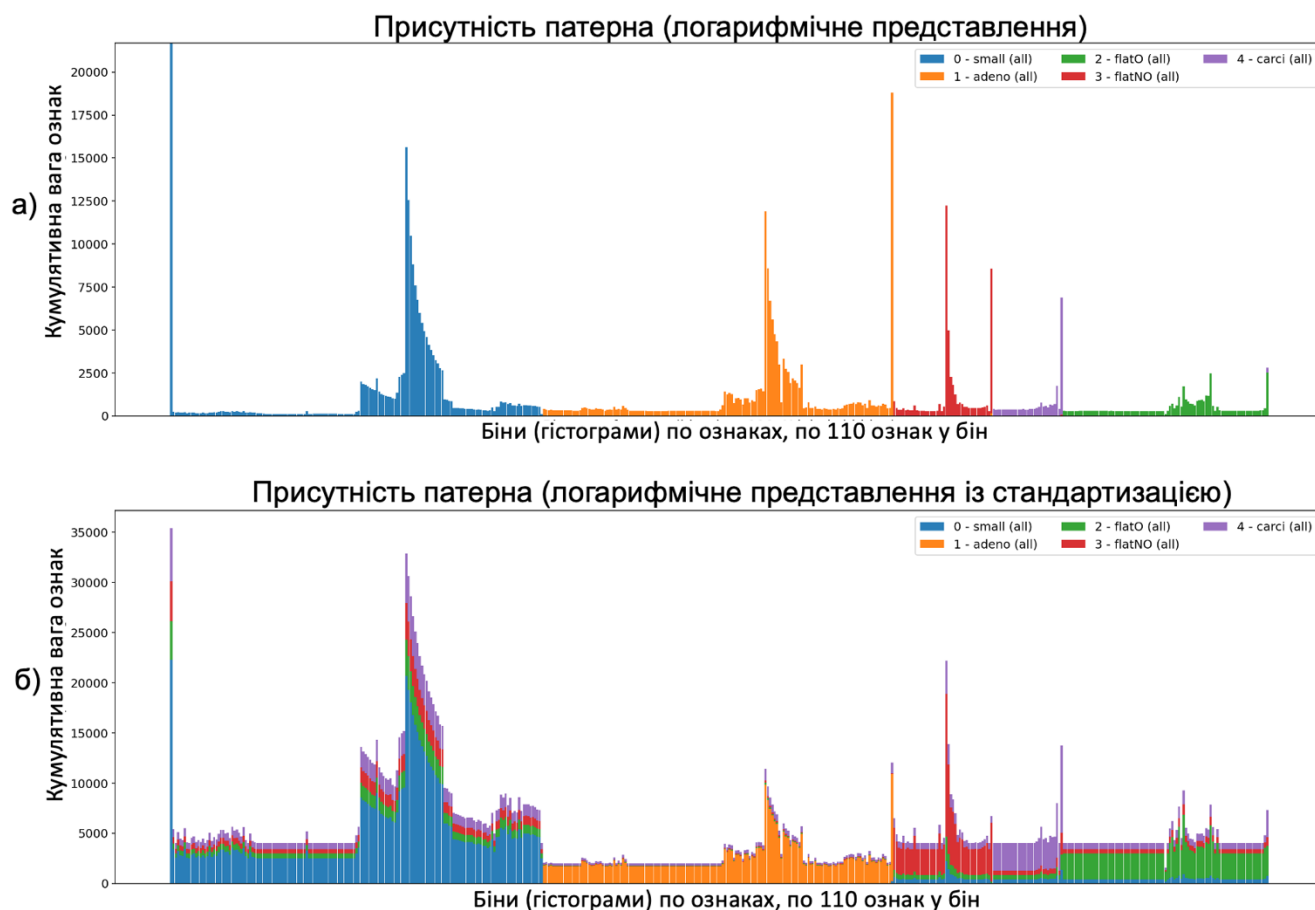 Присутність патерна (логарифмічне представлення)
а)
Кумулятивна вага ознак
20000
17500
15000
12500
10000
7500
5000
2500
0
0 - small (all)
1 - adeno (all)
2 - flatO (all)
3 - flatNO (all)
4 - carci (all)
Біни (гістограми) по ознаках, по 110 ознак у бін
Присутність патерна (логарифмічне представлення із стандартизацією)
б)
Кумулятивна вага ознак
35000
30000
25000
20000
15000
10000
5000
0
0 - small (all)
1 - adeno (all)
2 - flatO (all)
3 - flatNO (all)
4 - carci (all)
Біни (гістограми) по ознаках, по 110 ознак у бін